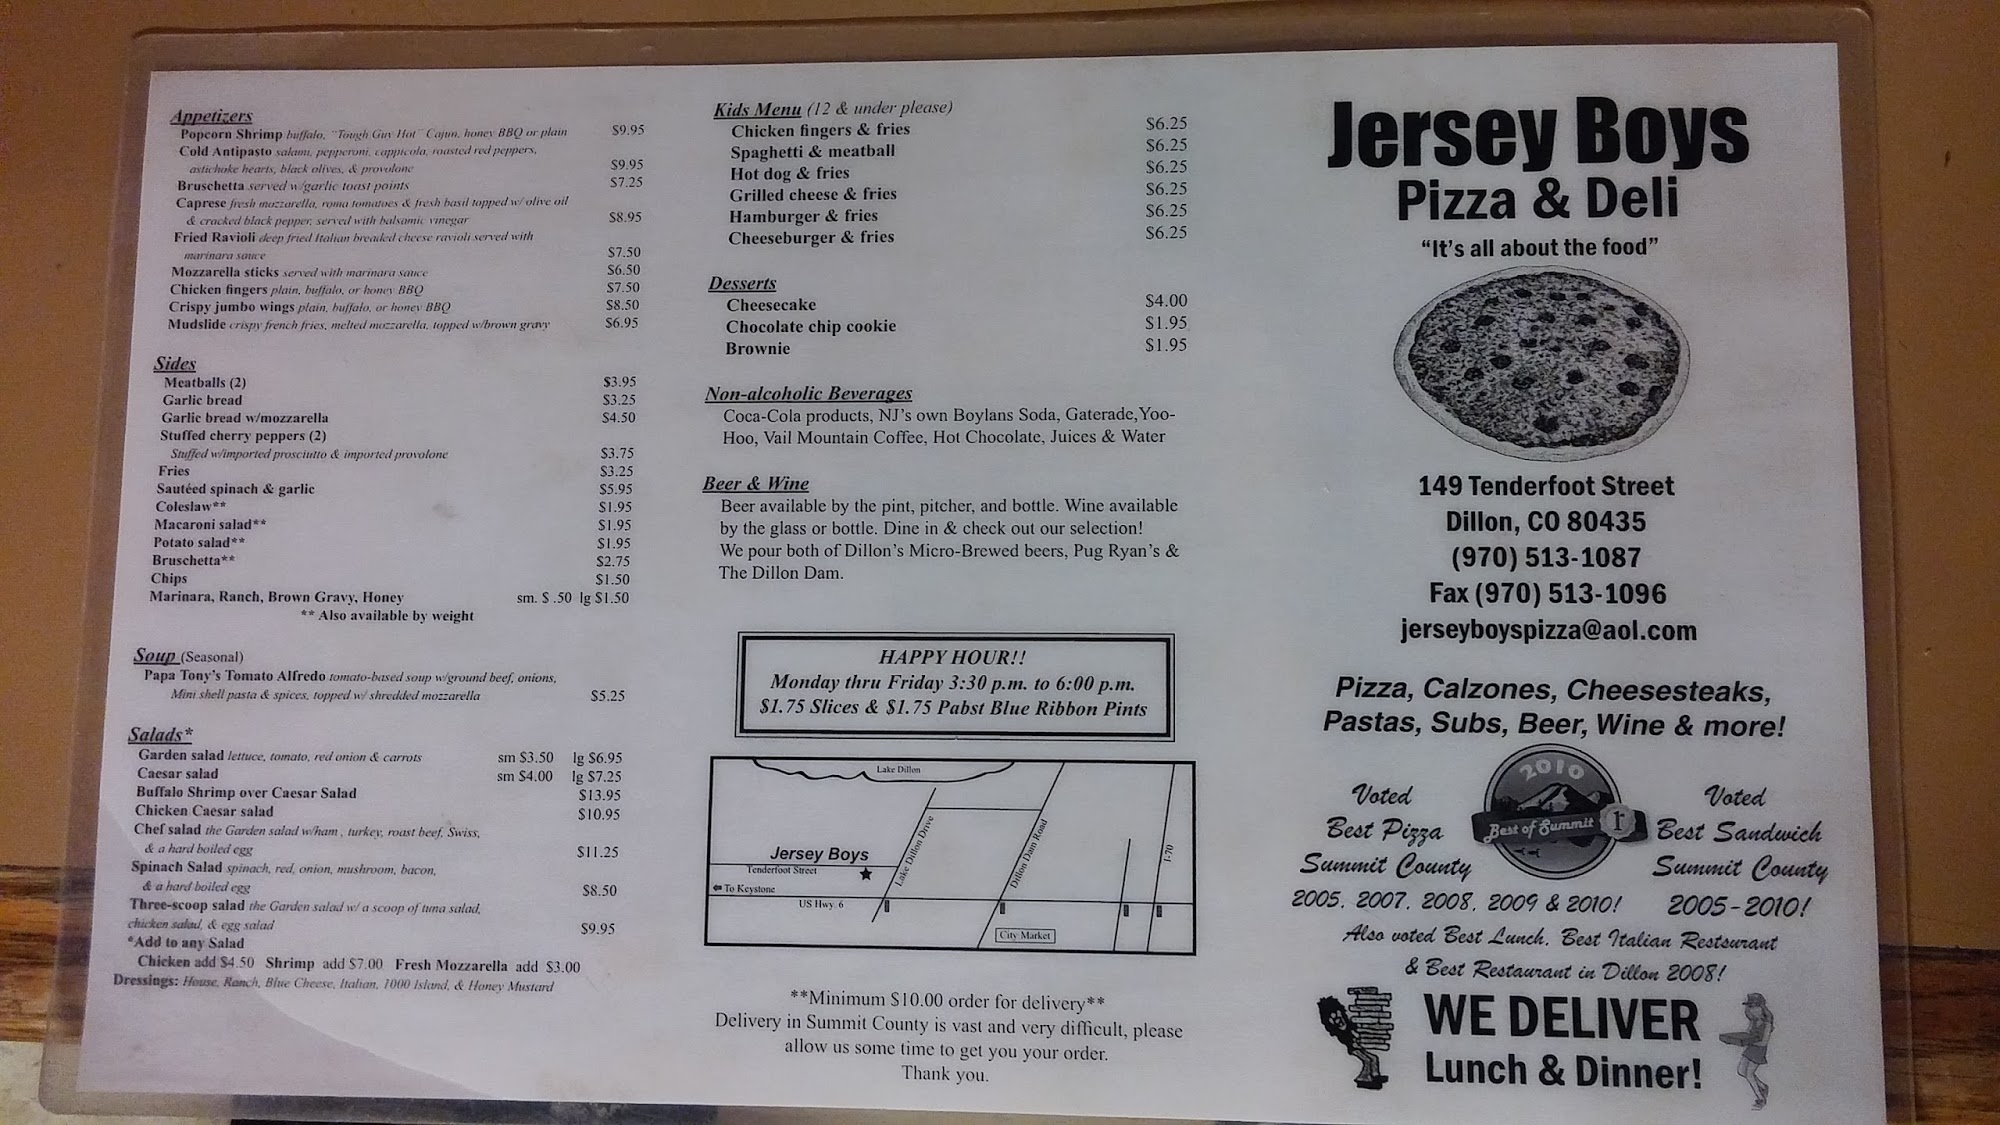 Appetizers
Popcorn Shrimp buffalo, "Tough Guy Hot" Cajun, honey BBQ or plain $9.95
Cold Antipasto salami, pepperoni, cappicola, roasted red peppers,
astichoke hearts, black olives, & provolone $9.95
Bruschetta served w/garlic toast points $7.25
Caprese fresh mozzarella, roma tomatoes & fresh basil topped w/ olive oil
& cracked black pepper, served with balsamic vinegar $8.95
Fried Ravioli deep fried Italian breaded cheese ravioli served with
marinara sauce $7.50
Mozzarella sticks served with marinara sauce $6.50
Chicken fingers plain, buffalo, or honey BBQ $7.50
Crispy jumbo wings plain, buffalo, or honey BBQ $8.50
Mudslide crispy french fries, melted mozzarella, topped w/brown gravy $6.95
Sides
Meatballs (2) $3.95
Garlic bread $3.25
Garlic bread w/mozzarella $4.50
Stuffed cherry peppers (2)
Stuffed w/imported prosciutto & imported provolone $3.75
Fries $3.25
Sautéed spinach & garlic $5.95
Coleslaw** $1.95
Macaroni salad** $1.95
Potato salad** $1.95
Bruschetta** $2.75
Chips $1.50
Marinara, Ranch, Brown Gravy, Honey sm. $ .50 lg $1.50
** Also available by weight
Soup (Seasonal)
Papa Tony's Tomato Alfredo tomato-based soup w/ground beef, onions,
Mini shell pasta & spices, topped w/ shredded mozzarella $5.25
Salads*
Garden salad lettuce, tomato, red onion & carrots sm $3.50 lg $6.95
Caesar salad sm $4.00 lg $7.25
Buffalo Shrimp over Caesar Salad $13.95
Chicken Caesar salad $10.95
Chef salad the Garden salad w/ham , turkey, roast beef, Swiss,
& a hard boiled egg $11.25
Spinach Salad spinach, red, onion, mushroom, bacon,
& a hard boiled egg $8.50
Three-scoop salad the Garden salad w/ a scoop of tuna salad,
chicken salad, & egg salad $9.95
*Add to any Salad
Chicken add $4.50 Shrimp add $7.00 Fresh Mozzarella add $3.00
Dressings: House, Ranch, Blue Cheese, Italian, 1000 Island, & Honey Mustard
Kids Menu (12 & under please)
Chicken fingers & fries $6.25
Spaghetti & meatball $6.25
Hot dog & fries $6.25
Grilled cheese & fries $6.25
Hamburger & fries $6.25
Cheeseburger & fries $6.25
Desserts
Cheesecake $4.00
Chocolate chip cookie $1.95
Brownie $1.95
Non-alcoholic Beverages
Coca-Cola products, NJ's own Boylans Soda, Gaterade,Yoo-
Hoo, Vail Mountain Coffee, Hot Chocolate, Juices & Water
Beer & Wine
Beer available by the pint, pitcher, and bottle. Wine available
by the glass or bottle. Dine in & check out our selection!
We pour both of Dillon's Micro-Brewed beers, Pug Ryan's &
The Dillon Dam.
HAPPY HOUR!!
Monday thru Friday 3:30 p.m. to 6:00 p.m.
$1.75 Slices & $1.75 Pabst Blue Ribbon Pints
Lake Dillon
Lake Dillon Drive
Dillon Dam Road
I-70
Jersey Boys
Tenderfoot Street
To Keystone
US Hwy. 6
City Market
**Minimum $10.00 order for delivery**
Delivery in Summit County is vast and very difficult, please
allow us some time to get you your order.
Thank you.
Jersey Boys
Pizza & Deli
"It's all about the food"
149 Tenderfoot Street
Dillon, CO 80435
(970) 513-1087
Fax (970) 513-1096
jerseyboyspizza@aol.com
Pizza, Calzones, Cheesesteaks,
Pastas, Subs, Beer, Wine & more!
Voted
Best Pizza
Summit County
2005, 2007, 2008, 2009 & 2010!
2010
Best of Summit
Voted
Best Sandwich
Summit County
2005-2010!
Also voted Best Lunch, Best Italian Restsurant
& Best Restaurant in Dillon 2008!
WE DELIVER
Lunch & Dinner!